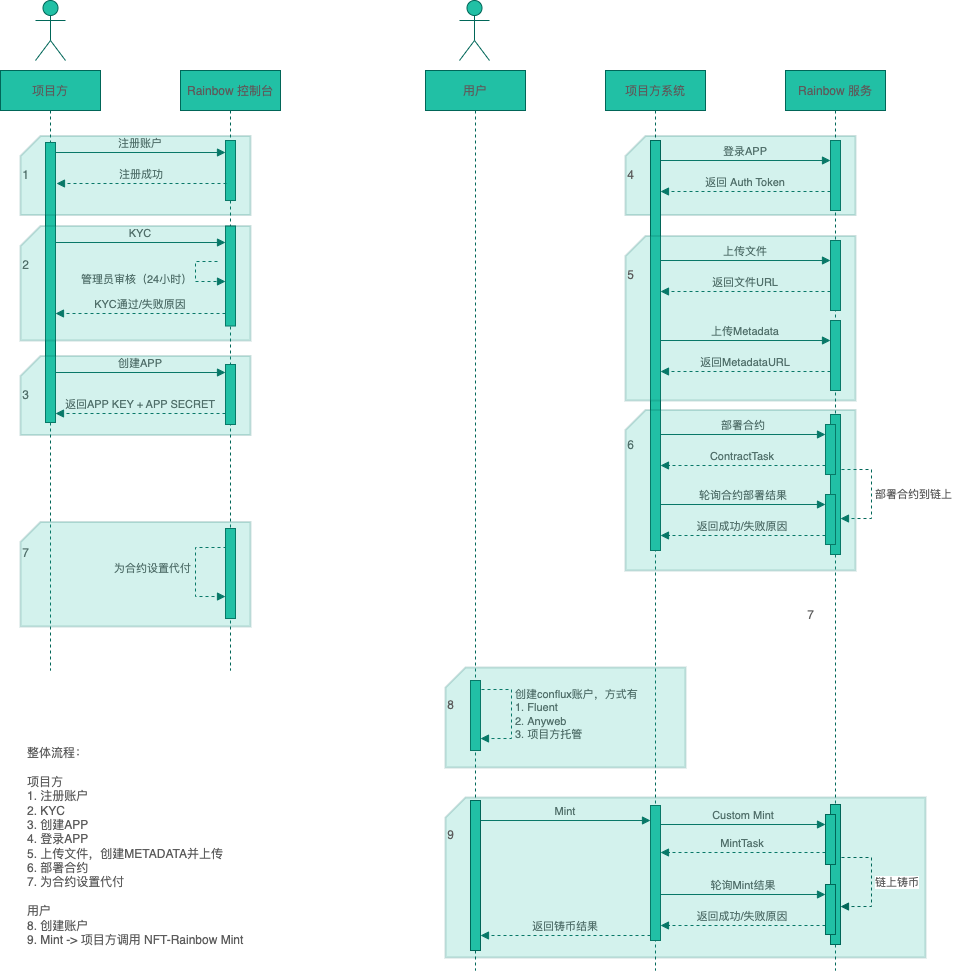 项目方
Rainbow 控制台
用户
项目方系统
Rainbow 服务
1
注册账户
注册成功
2
KYC
管理员审核（24小时）
KYC通过/失败原因
3
创建APP
返回APP KEY + APP SECRET
7
为合约设置代付
4
登录APP
返回 Auth Token
5
上传文件
返回文件URL
上传Metadata
返回MetadataURL
6
部署合约
ContractTask
部署合约到链上
轮询合约部署结果
返回成功/失败原因
7
8
创建conflux账户，方式有
1. Fluent
2. Anyweb
3. 项目方托管
9
Mint
Custom Mint
MintTask
链上铸币
轮询Mint结果
返回成功/失败原因
返回铸币结果
整体流程：
项目方
1. 注册账户
2. KYC
3. 创建APP
4. 登录APP
5. 上传文件，创建METADATA并上传
6. 部署合约
7. 为合约设置代付
用户
8. 创建账户
9. Mint -> 项目方调用 NFT-Rainbow Mint